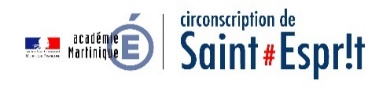 académie
Martinique
É
circonscription de
Saint#Espr!t